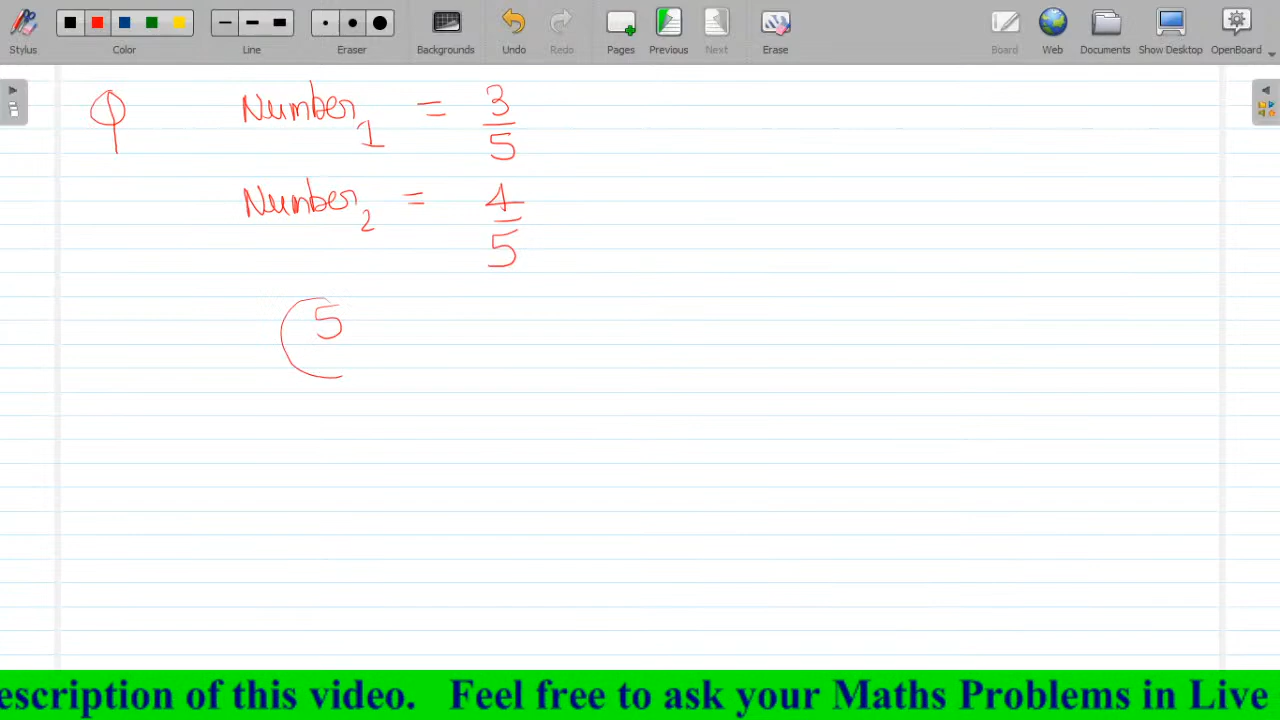 Stylus Color Line Eraser Backgrounds Undo Redo Pages Previous Next Erase Board Web Documents Show Desktop OpenBoard
Q Number1 = 3/5
Number2 = 4/5
5
escription of this video. Feel free to ask your Maths Problems in Live